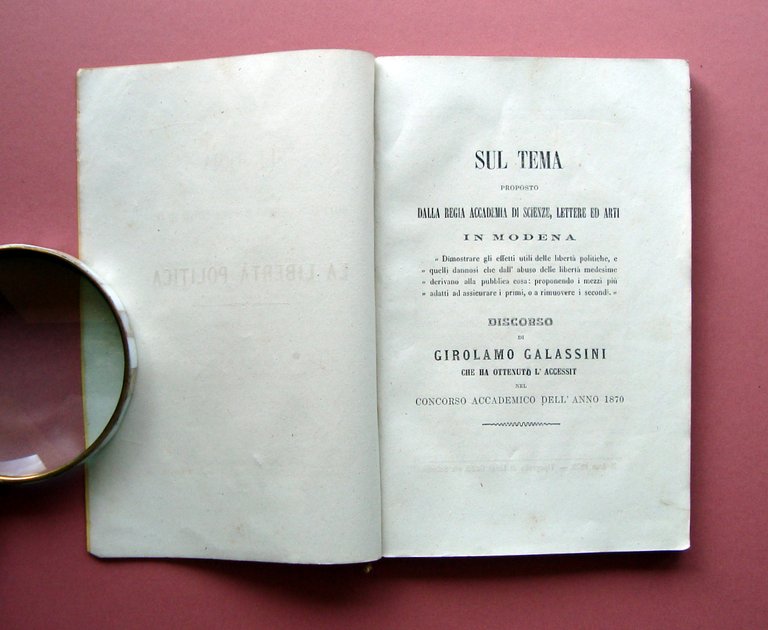 LA LIBERTÀ POLITICA
SUL TEMA
PROPOSTO
DALLA REGIA ACCADEMIA DI SCIENZE, LETTERE ED ARTI
IN MODENA
« Dimostrare gli effetti utili delle libertà politiche, e
» quelli dannosi che dall' abuso delle libertà medesime
» derivano alla pubblica cosa: proponendo i mezzi più
» adatti ad assicurare i primi, o a rimuovere i secondi. »
DISCORSO
DI
GIROLAMO GALASSINI
CHE HA OTTENUTO L' ACCESSIT
NEL
CONCORSO ACCADEMICO DELL' ANNO 1870